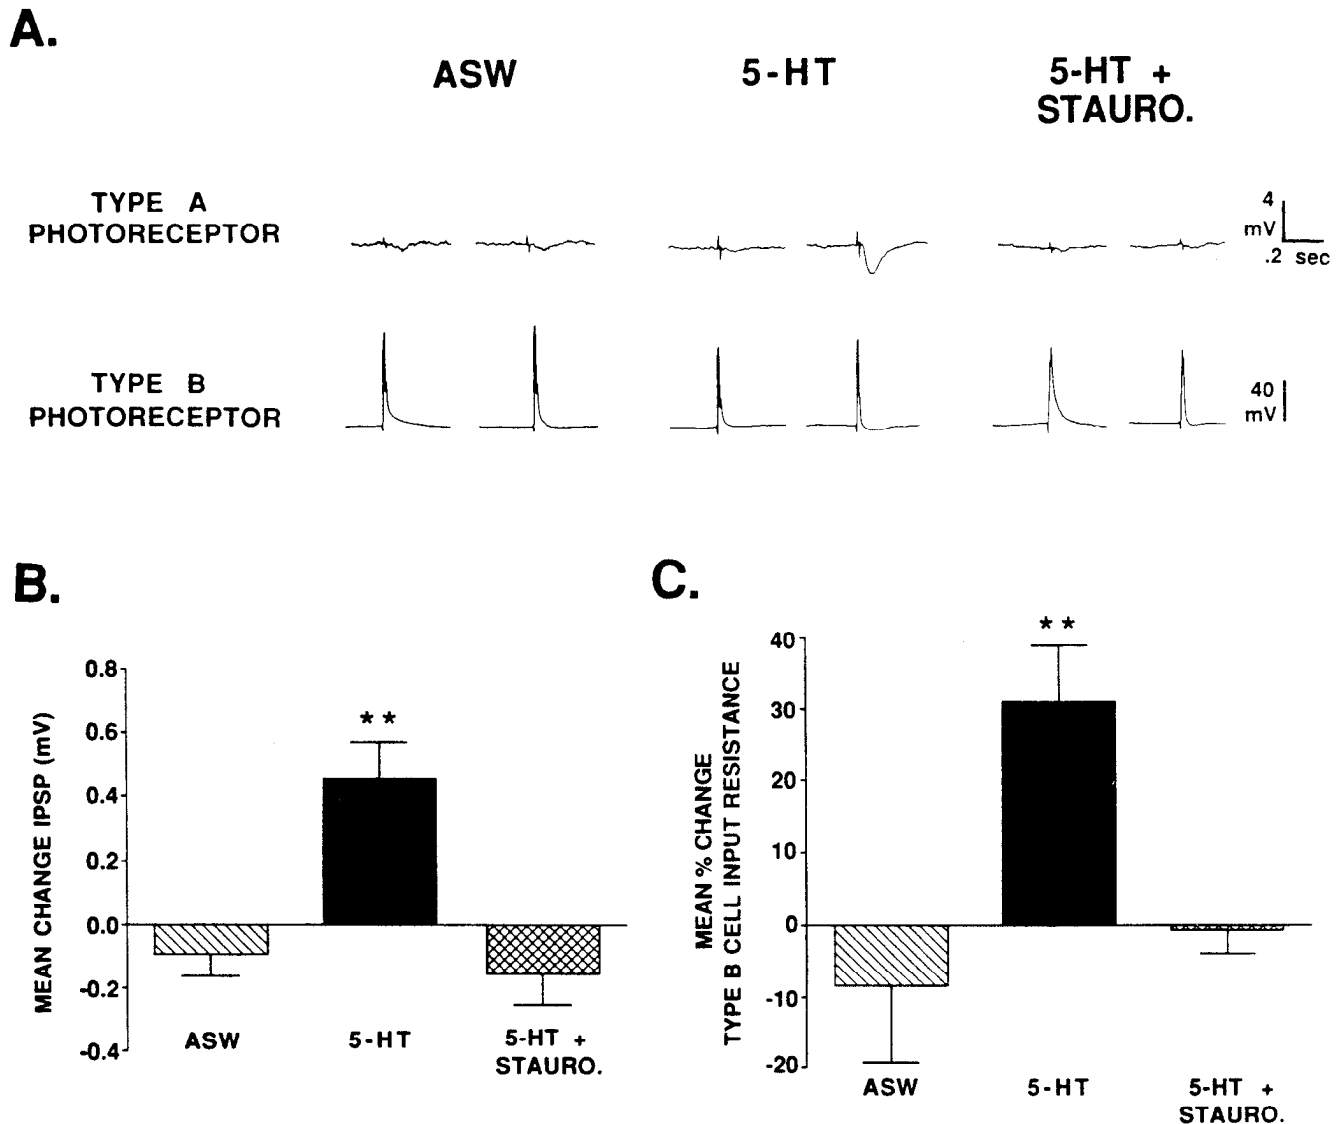 A.
ASW
5-HT
5-HT +
STAURO.
TYPE A
PHOTORECEPTOR
4
mV
.2 sec
TYPE B
PHOTORECEPTOR
40
mV
B.
MEAN CHANGE IPSP (mV)
0.8
0.6
0.4
0.2
0.0
-0.2
-0.4
* *
ASW
5-HT
5-HT +
STAURO.
C.
MEAN % CHANGE
TYPE B CELL INPUT RESISTANCE
40
30
20
10
0
-10
-20
* *
ASW
5-HT
5-HT +
STAURO.